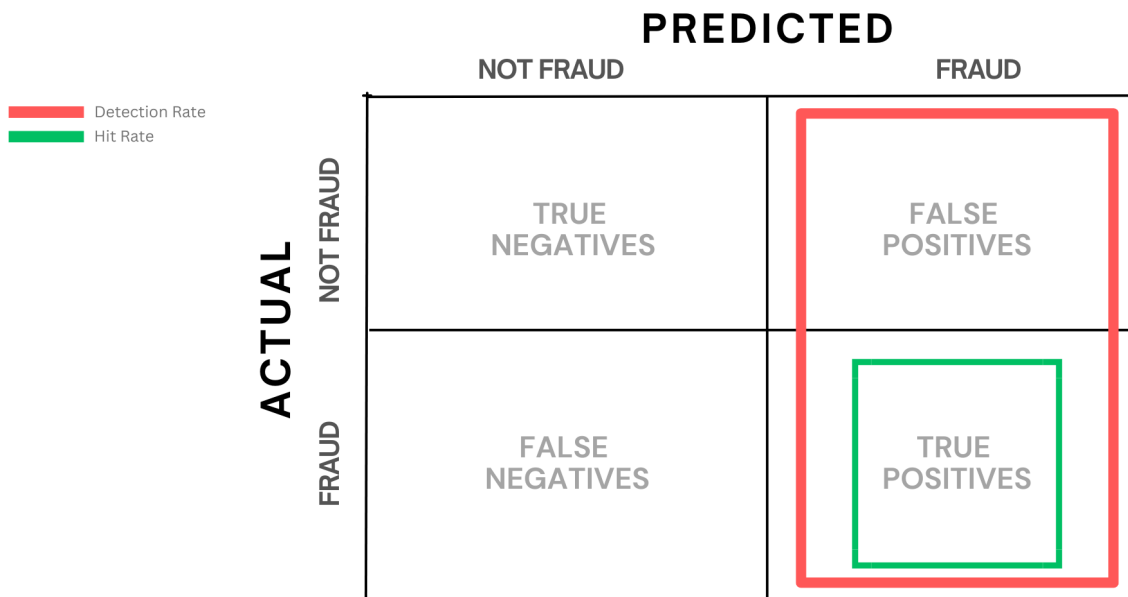 PREDICTED
NOT FRAUD
FRAUD
Detection Rate
Hit Rate
ACTUAL
NOT FRAUD
TRUE
NEGATIVES
FALSE
POSITIVES
FRAUD
FALSE
NEGATIVES
TRUE
POSITIVES